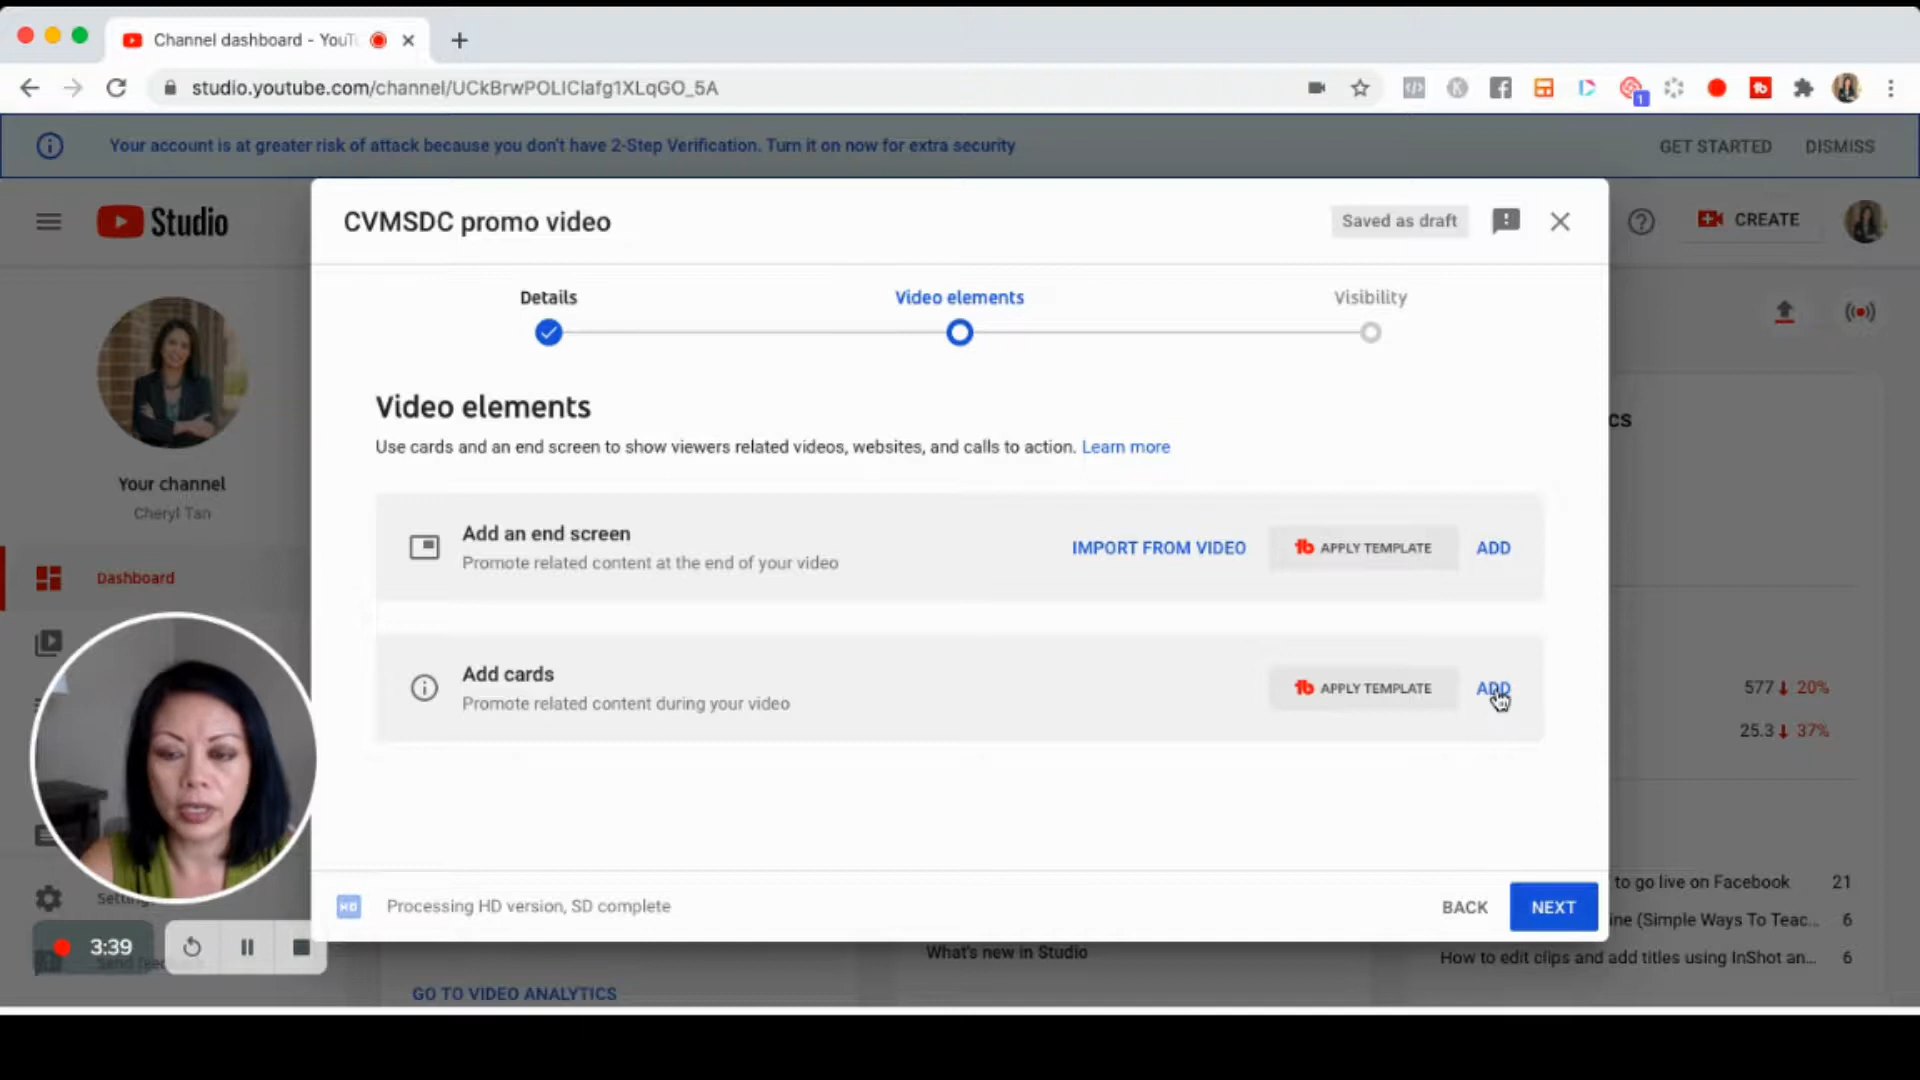 Channel dashboard - YouT
studio.youtube.com/channel/UCkBrwPOLIClafg1XLqGO_5A
1
Your account is at greater risk of attack because you don't have 2-Step Verification. Turn it on now for extra security
GET STARTED
DISMISS
Studio
CVMSDC promo video
Saved as draft
CREATE
Details
Video elements
Visibility
Video elements
Use cards and an end screen to show viewers related videos, websites, and calls to action. Learn more
cs
Your channel
Cheryl Tan
Add an end screen
Promote related content at the end of your video
IMPORT FROM VIDEO
APPLY TEMPLATE
ADD
Dashboard
Add cards
Promote related content during your video
APPLY TEMPLATE
ADD
577 20%
25.3 37%
HD
Processing HD version, SD complete
BACK
NEXT
to go live on Facebook 21
ine (Simple Ways To Teac... 6
How to edit clips and add titles using InShot an... 6
3:39
What's new in Studio
GO TO VIDEO ANALYTICS